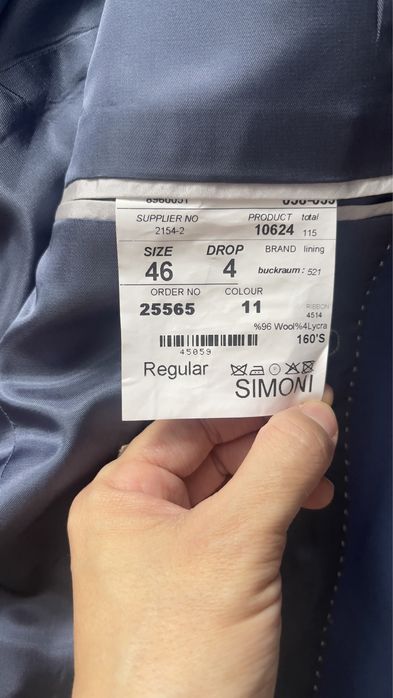 SUPPLIER NO PRODUCT total
2154-2 10624 115
SIZE DROP BRAND lining
46 4 buckraum: 521
ORDER NO COLOUR
25565 11 RIBBON
4514
%96 Wool%4Lycra
160'S
45059
Regular
SIMONI